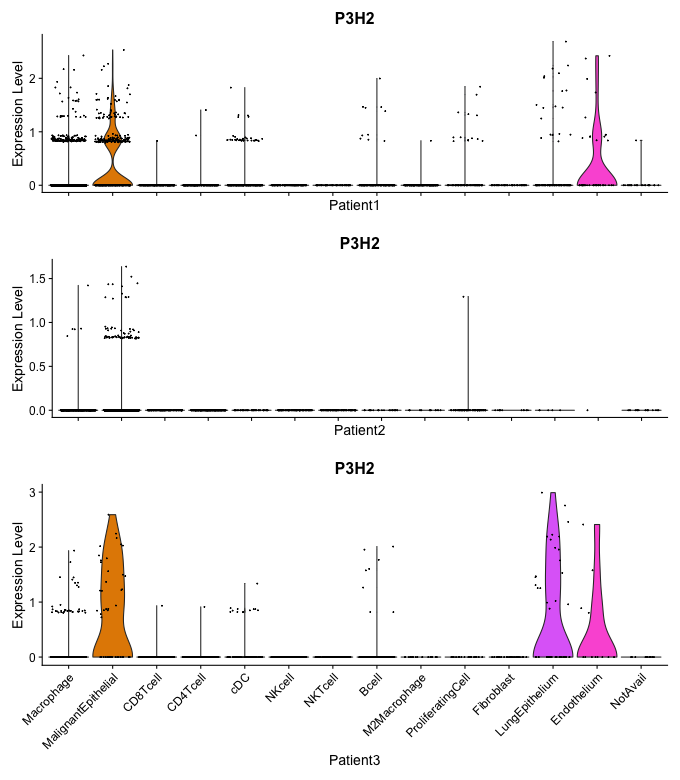 P3H2
Expression Level
2
1
0
Patient1
P3H2
Expression Level
1.5
1.0
0.5
0.0
Patient2
P3H2
Expression Level
3
2
1
0
Macrophage
MalignantEpithelial
CD8Tcell
CD4Tcell
cDC
NKcell
NKTcell
Bcell
M2Macrophage
ProliferatingCell
Fibroblast
LungEpithelium
Endothelium
NotAvail
Patient3